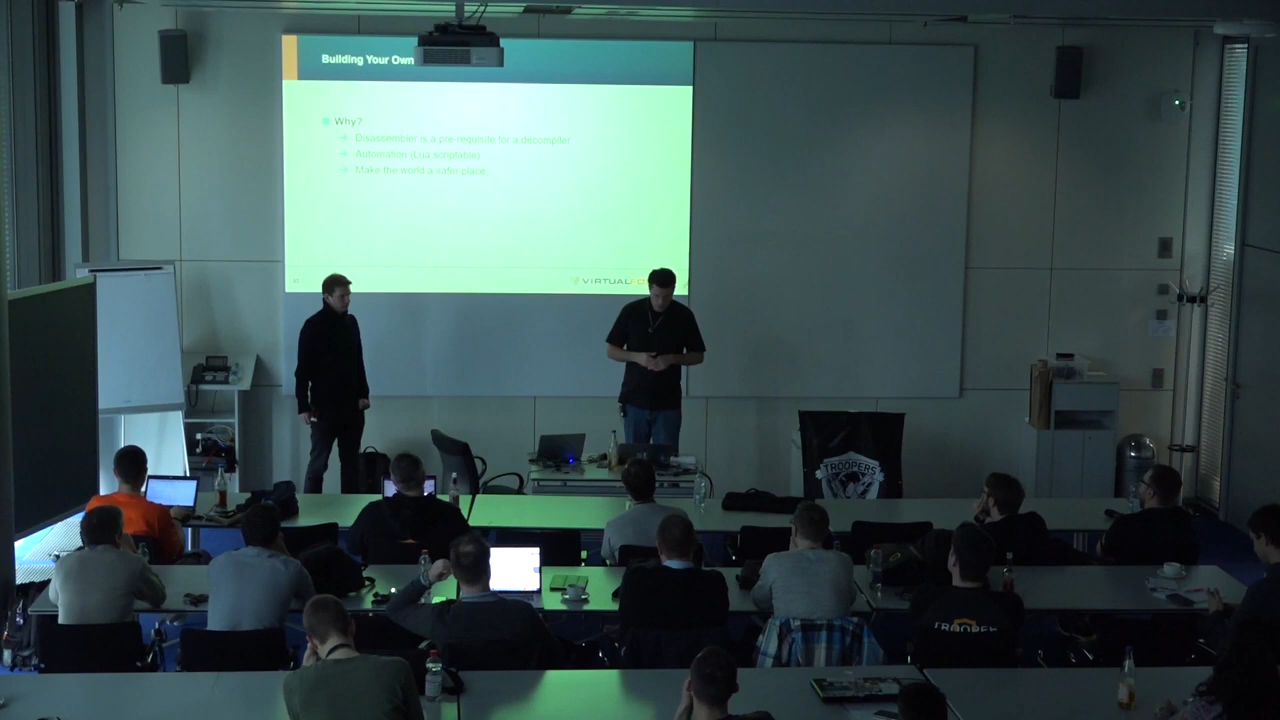 Building Your Own
Why?
Disassembler is a pre-requisite for a decompiler
Automation (Lua scriptable)
Make the world a safer place
VIRTUALFO
TROOPERS
TROOPER